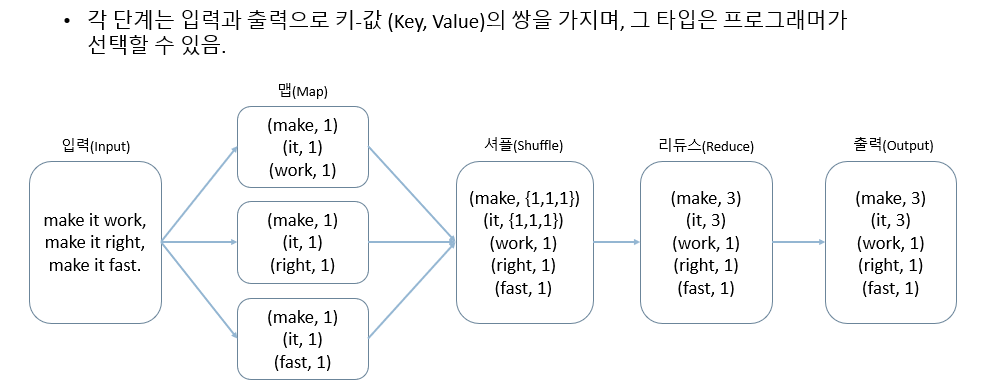 • 각 단계는 입력과 출력으로 키-값 (Key, Value)의 쌍을 가지며, 그 타입은 프로그래머가
선택할 수 있음.
입력(Input)
make it work,
make it right,
make it fast.
맵(Map)
(make, 1)
(it, 1)
(work, 1)
(make, 1)
(it, 1)
(right, 1)
(make, 1)
(it, 1)
(fast, 1)
셔플(Shuffle)
(make, {1,1,1})
(it, {1,1,1})
(work, 1)
(right, 1)
(fast, 1)
리듀스(Reduce)
(make, 3)
(it, 3)
(work, 1)
(right, 1)
(fast, 1)
출력(Output)
(make, 3)
(it, 3)
(work, 1)
(right, 1)
(fast, 1)